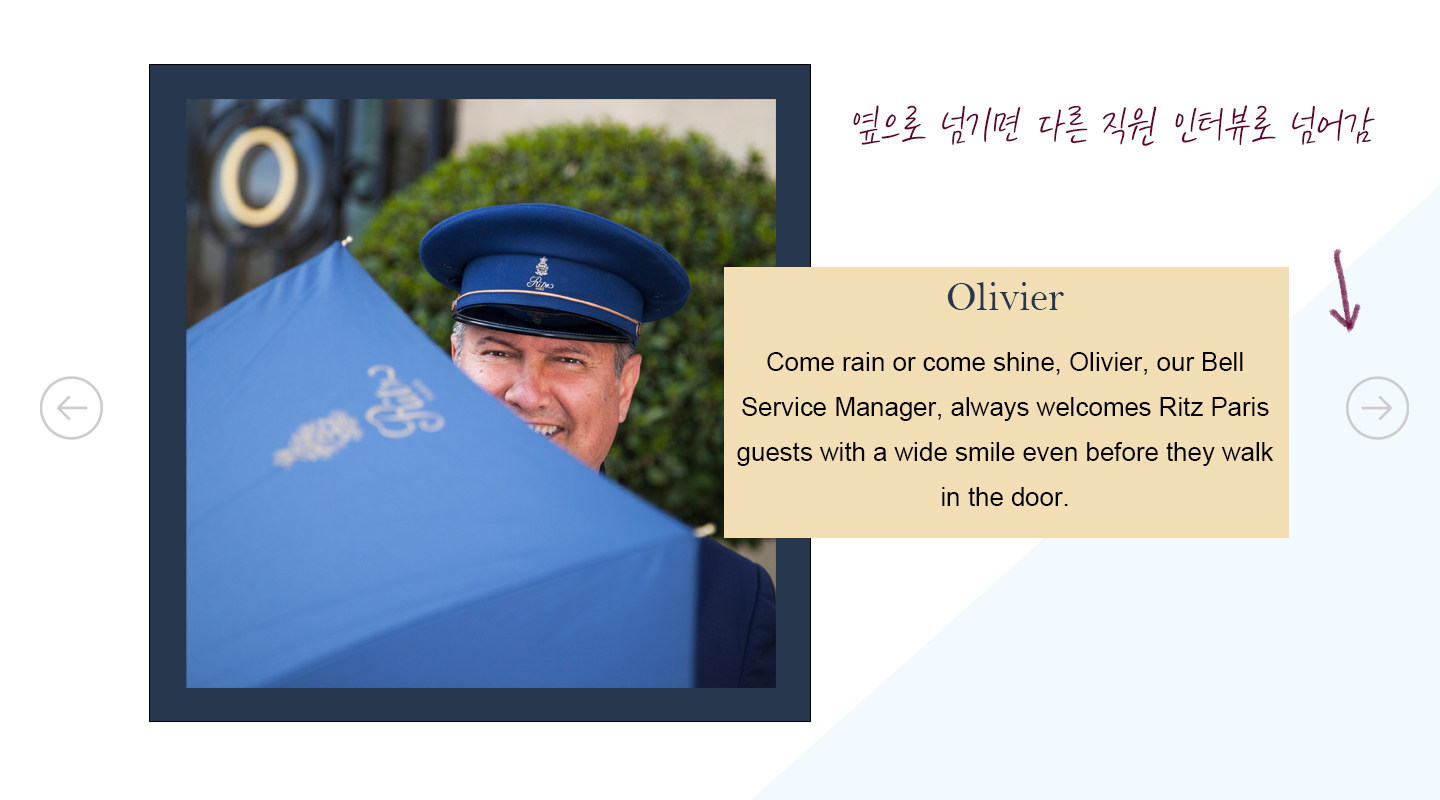 옆으로 넘기면 다른 직원 인터뷰로 넘어감
O
Ritz
Ritz
Olivier
Come rain or come shine, Olivier, our Bell
Service Manager, always welcomes Ritz Paris
guests with a wide smile even before they walk
in the door.